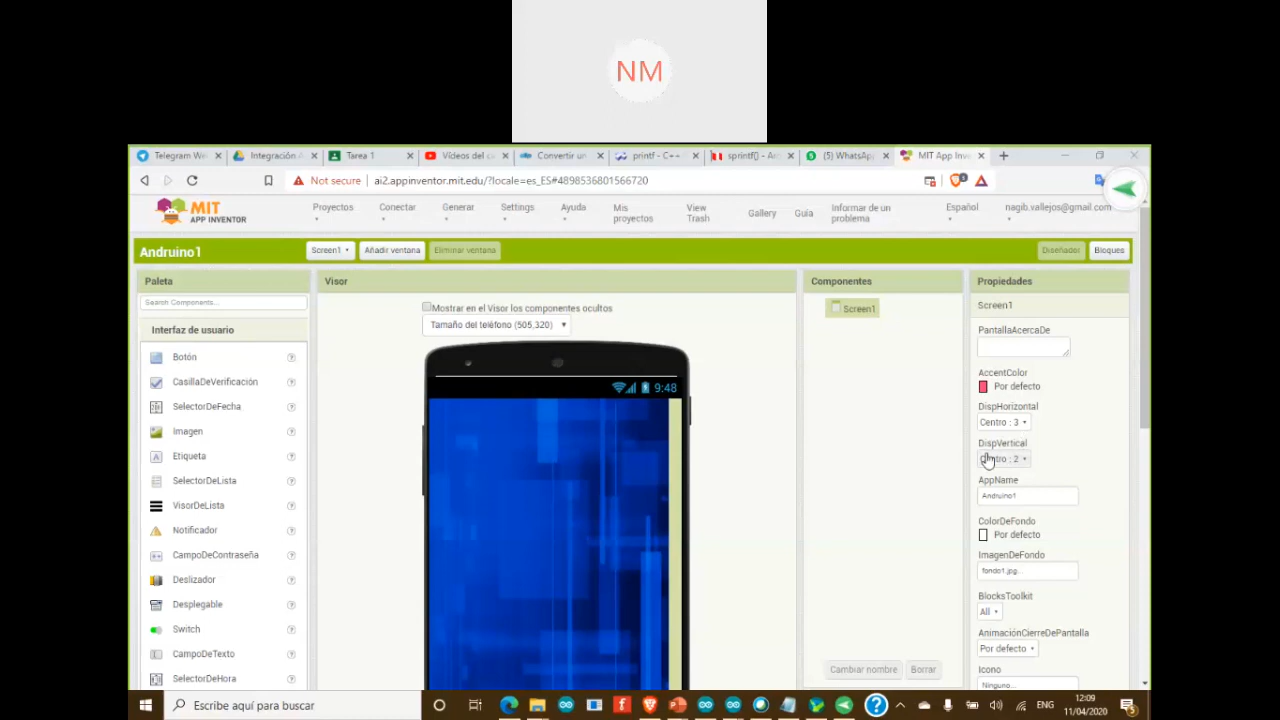 NM
Telegram We
Integración A
Tarea 1
Vídeos del cu
Convertir un
printf - C++
sprintf() - Ar
(5) WhatsApp
MIT App Inve
Not secure
ai2.appinventor.mit.edu/?locale=es_ES#4898536801566720
MIT
APP INVENTOR
Proyectos
Conectar
Generar
Settings
Ayuda
Mis
proyectos
View
Trash
Gallery
Guía
Informar de un
problema
Español
nagib.vallejos@gmail.com
Andruino1
Screen1
Añadir ventana
Eliminar ventana
Diseñador
Bloques
Paleta
Visor
Componentes
Propiedades
Search Components...
Interfaz de usuario
Botón
CasillaDeVerificación
SelectorDeFecha
Imagen
Etiqueta
SelectorDeLista
VisorDeLista
Notificador
CampoDeContraseña
Deslizador
Desplegable
Switch
CampoDeTexto
SelectorDeHora
Mostrar en el Visor los componentes ocultos
Tamaño del teléfono (505,320)
9:48
Screen1
Cambiar nombre
Borrar
Screen1
PantallaAcercaDe
AccentColor
Por defecto
DispHorizontal
Centro : 3
DispVertical
Centro : 2
AppName
Andruino1
ColorDeFondo
Por defecto
ImagenDeFondo
fondo1.jpg...
BlocksToolkit
All
AnimaciónCierreDePantalla
Por defecto
Icono
Ninguno...
Escribe aquí para buscar
ENG
12:09
11/04/2020
5